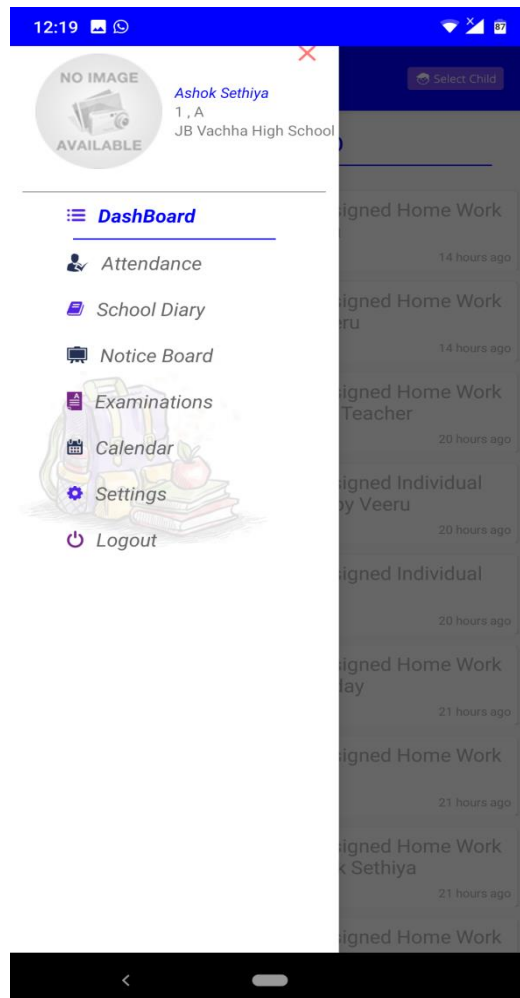 12:19
87
NO IMAGE
AVAILABLE
Ashok Sethiya
1 , A
JB Vachha High School
Select Child
DashBoard
Attendance
School Diary
Notice Board
Examinations
Calendar
Settings
Logout
signed Home Work
14 hours ago
signed Home Work
eru
14 hours ago
signed Home Work
Teacher
20 hours ago
signed Individual
by Veeru
20 hours ago
signed Individual
20 hours ago
signed Home Work
day
21 hours ago
signed Home Work
21 hours ago
signed Home Work
k Sethiya
21 hours ago
signed Home Work